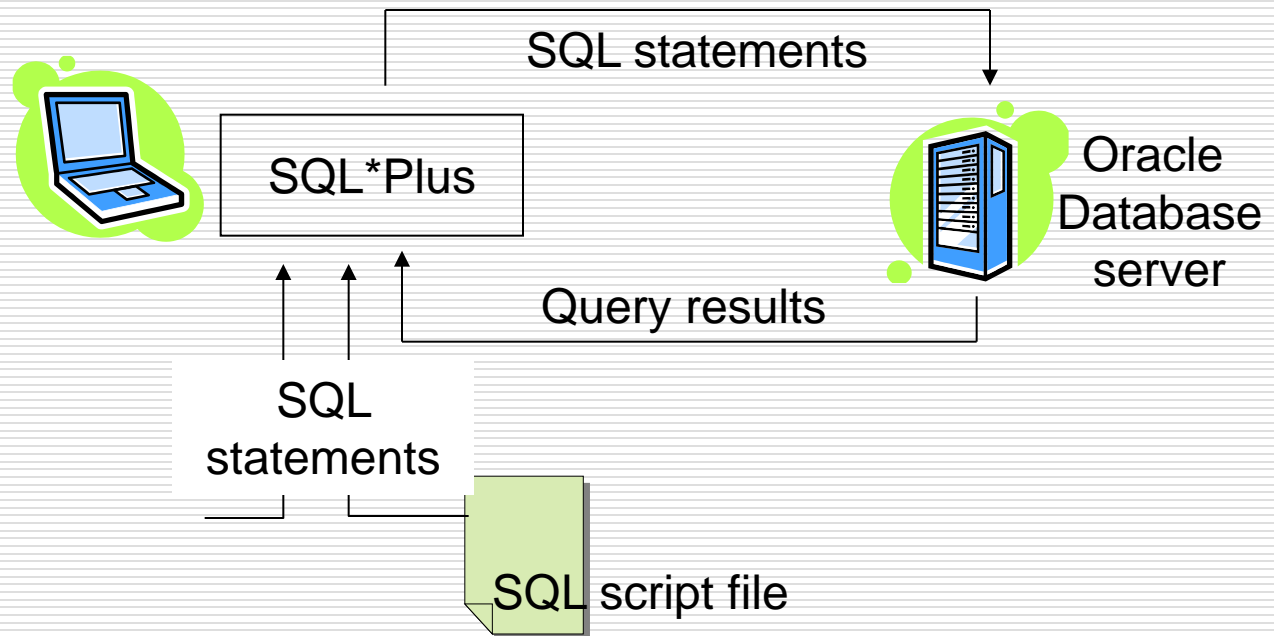 SQL statements
SQL*Plus
Oracle
Database
server
Query results
SQL
statements
SQL script file